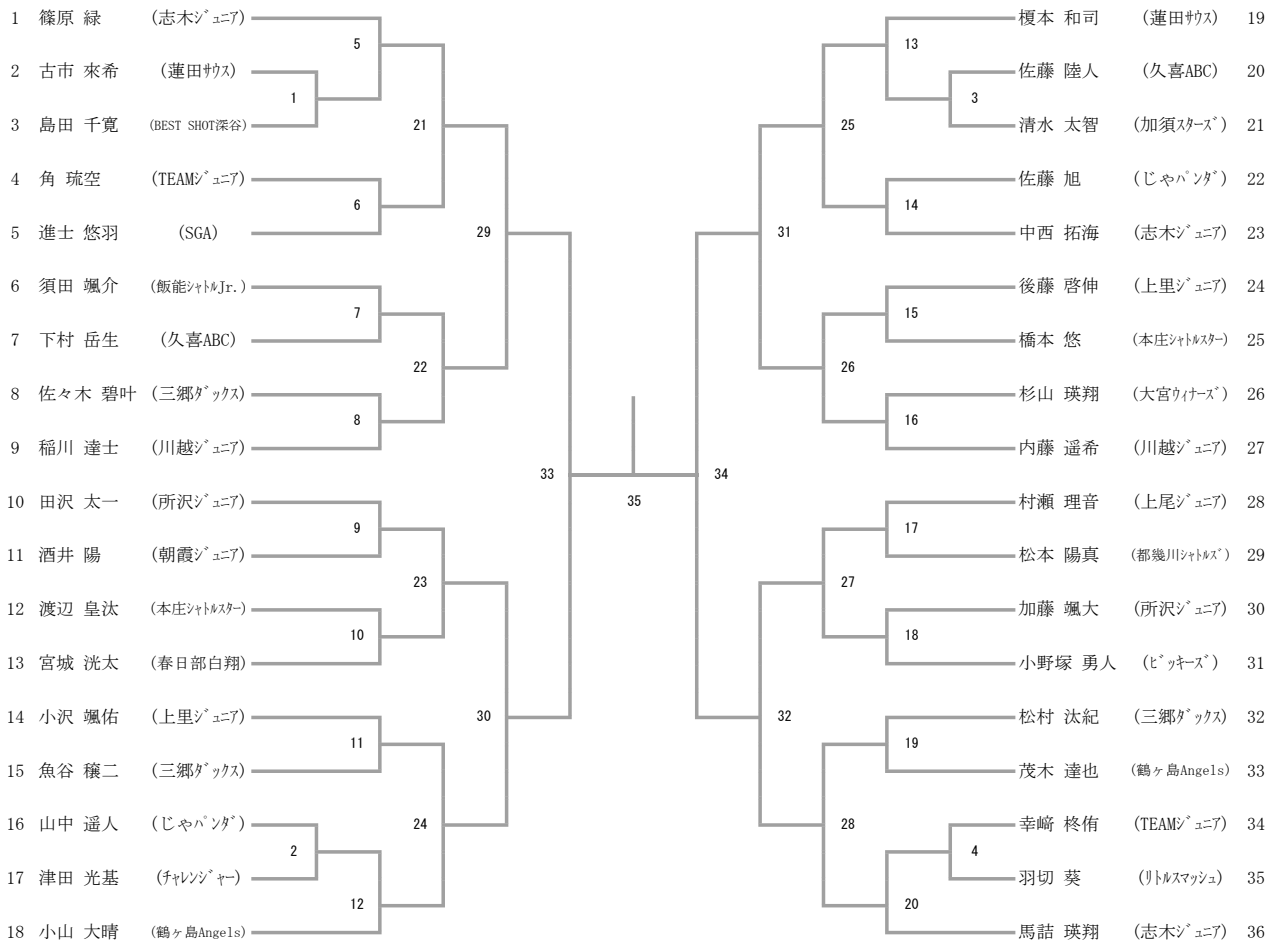 1 篠原 緑 (志木ジュニア)
5
2 古市 來希 (蓮田サウス)
1
3 島田 千寛 (BEST SHOT深谷)
21
4 角 琉空 (TEAMジュニア)
6
5 進士 悠羽 (SGA)
29
6 須田 颯介 (飯能シャトルJr.)
7
7 下村 岳生 (久喜ABC)
22
8 佐々木 碧叶 (三郷ダックス)
8
9 稲川 達士 (川越ジュニア)
33
10 田沢 太一 (所沢ジュニア)
9
11 酒井 陽 (朝霞ジュニア)
23
12 渡辺 皇汰 (本庄シャトルスター)
10
13 宮城 洸太 (春日部白翔)
14 小沢 颯佑 (上里ジュニア)
30
11
15 魚谷 穣二 (三郷ダックス)
16 山中 遥人 (じゃパンダ)
24
2
17 津田 光基 (チャレンジャー)
12
18 小山 大晴 (鶴ヶ島Angels)
35
榎本 和司 (蓮田サウス) 19
13
佐藤 陸人 (久喜ABC) 20
3
清水 太智 (加須スターズ) 21
25
佐藤 旭 (じゃパンダ) 22
14
中西 拓海 (志木ジュニア) 23
31
後藤 啓伸 (上里ジュニア) 24
15
橋本 悠 (本庄シャトルスター) 25
26
杉山 瑛翔 (大宮ウィナーズ) 26
16
内藤 遥希 (川越ジュニア) 27
34
村瀬 理音 (上尾ジュニア) 28
17
松本 陽真 (都幾川シャトルズ) 29
27
加藤 颯大 (所沢ジュニア) 30
18
小野塚 勇人 (ビッキーズ) 31
32
松村 汰紀 (三郷ダックス) 32
19
茂木 達也 (鶴ヶ島Angels) 33
28
幸﨑 柊侑 (TEAMジュニア) 34
4
羽切 葵 (リトルスマッシュ) 35
20
馬詰 瑛翔 (志木ジュニア) 36